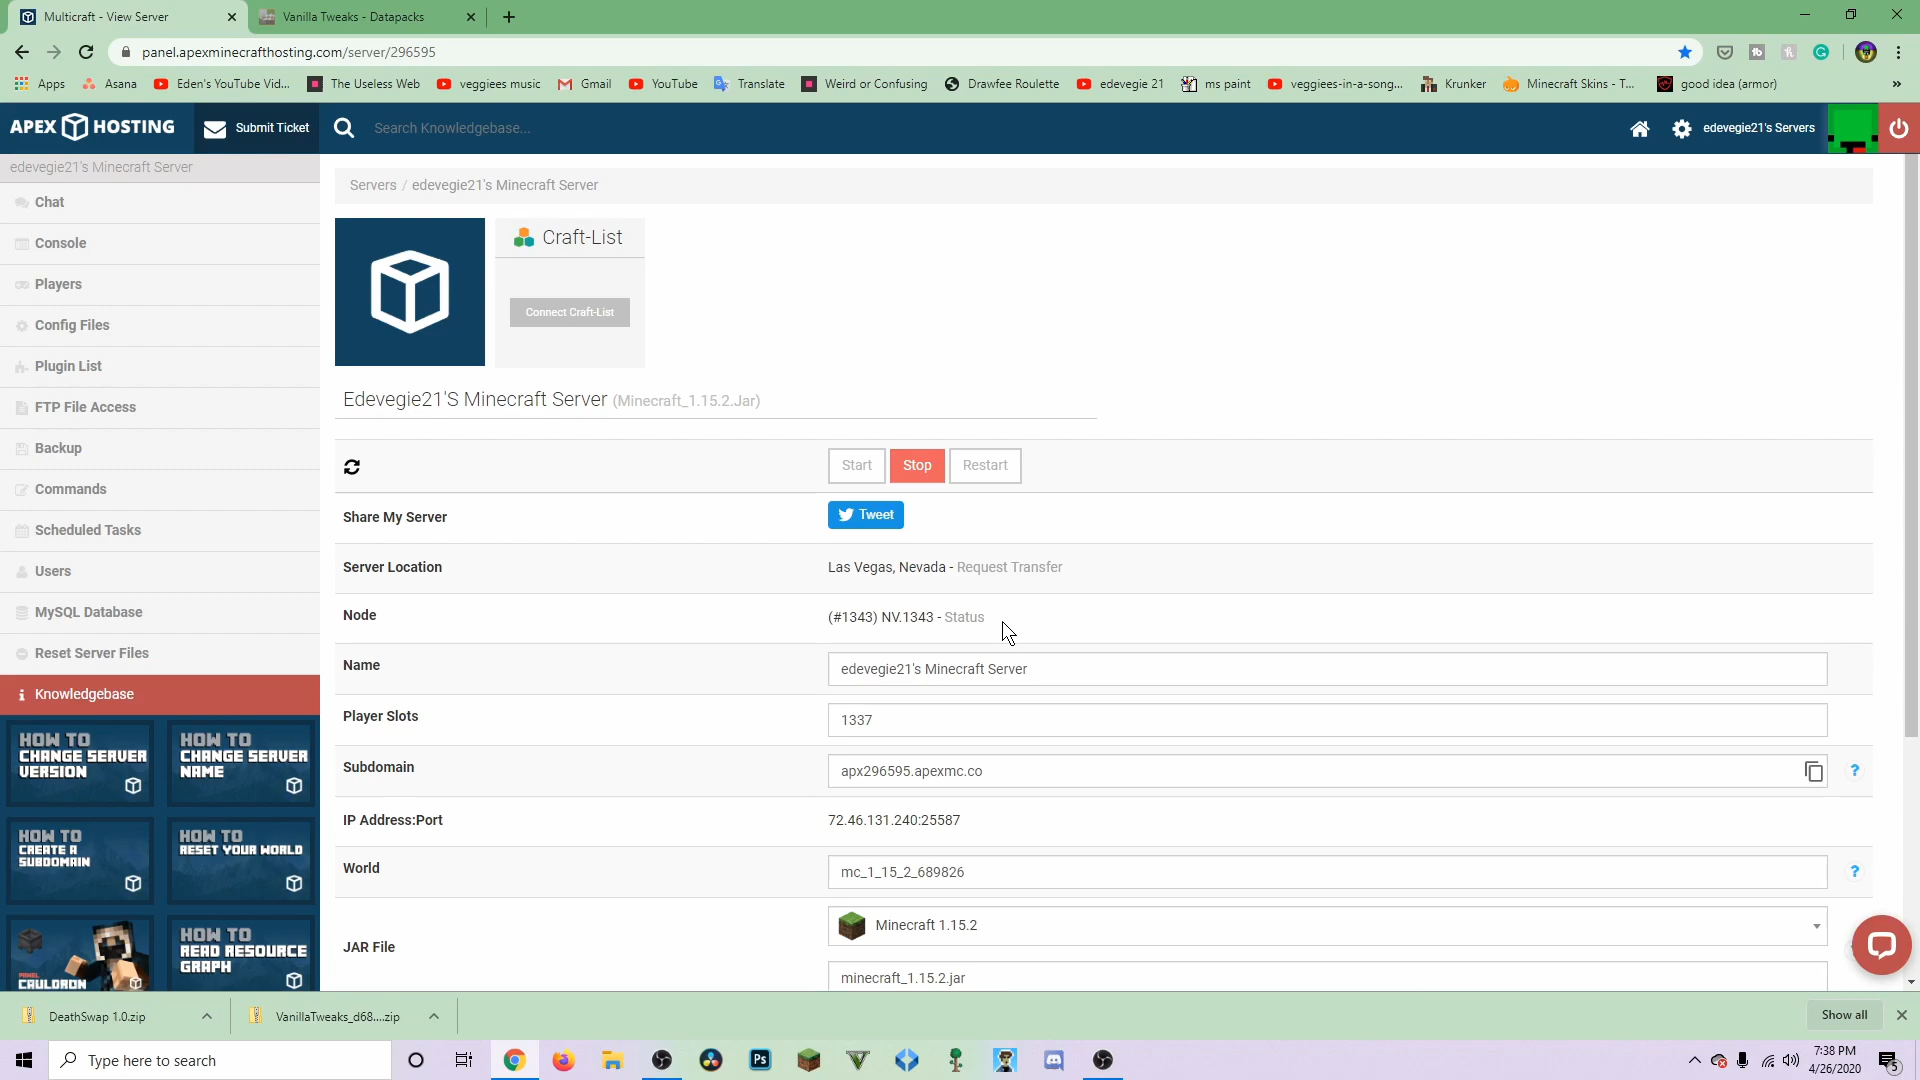 Multicraft - View Server
Vanilla Tweaks - Datapacks
panel.apexminecrafthosting.com/server/296595
Apps
Asana
Eden's YouTube Vid...
The Useless Web
veggiees music
Gmail
YouTube
Translate
Weird or Confusing
Drawfee Roulette
edevegie 21
ms paint
veggiees-in-a-song...
Krunker
Minecraft Skins - T...
good idea (armor)
»
APEX HOSTING
Submit Ticket
Search Knowledgebase...
edevegie21's Servers
edevegie21's Minecraft Server
Chat
Console
Players
Config Files
Plugin List
FTP File Access
Backup
Commands
Scheduled Tasks
Users
MySQL Database
Reset Server Files
Knowledgebase
HOW TO CHANGE SERVER VERSION
HOW TO CHANGE SERVER NAME
HOW TO CREATE A SUBDOMAIN
HOW TO RESET YOUR WORLD
PANEL CAULDRON
HOW TO READ RESOURCE GRAPH
Servers / edevegie21's Minecraft Server
Craft-List
Connect Craft-List
Edevegie21'S Minecraft Server (Minecraft_1.15.2.Jar)
Start Stop Restart
Share My Server
Tweet
Server Location
Las Vegas, Nevada - Request Transfer
Node
(#1343) NV.1343 - Status
Name
edevegie21's Minecraft Server
Player Slots
1337
Subdomain
apx296595.apexmc.co
?
IP Address:Port
72.46.131.240:25587
World
mc_1_15_2_689826
?
JAR File
Minecraft 1.15.2
minecraft_1.15.2.jar
DeathSwap 1.0.zip
VanillaTweaks_d68....zip
Show all
Type here to search
Ps
7:38 PM
4/26/2020
5